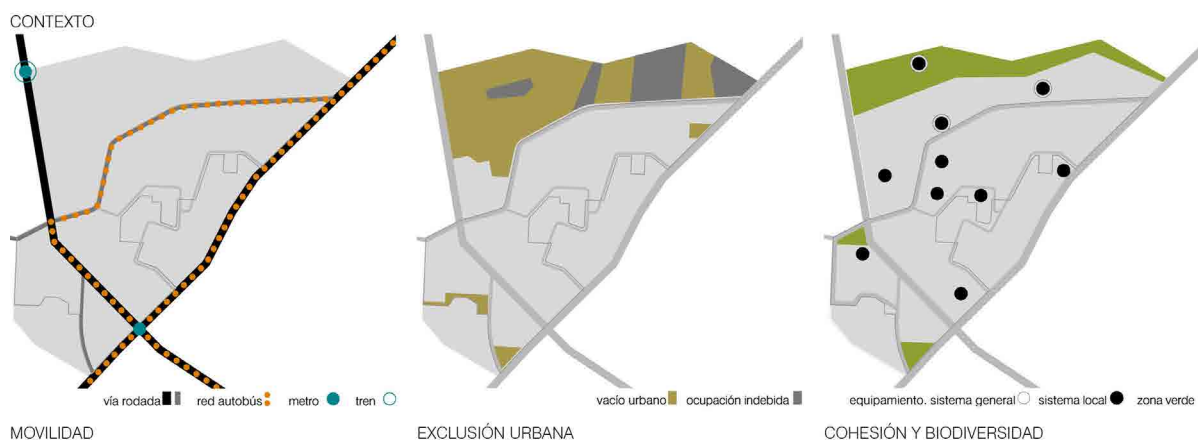 CONTEXTO
vía rodada
red autobús
metro
tren
vacío urbano
ocupación indebida
equipamiento. sistema general
sistema local
zona verde
MOVILIDAD
EXCLUSIÓN URBANA
COHESIÓN Y BIODIVERSIDAD